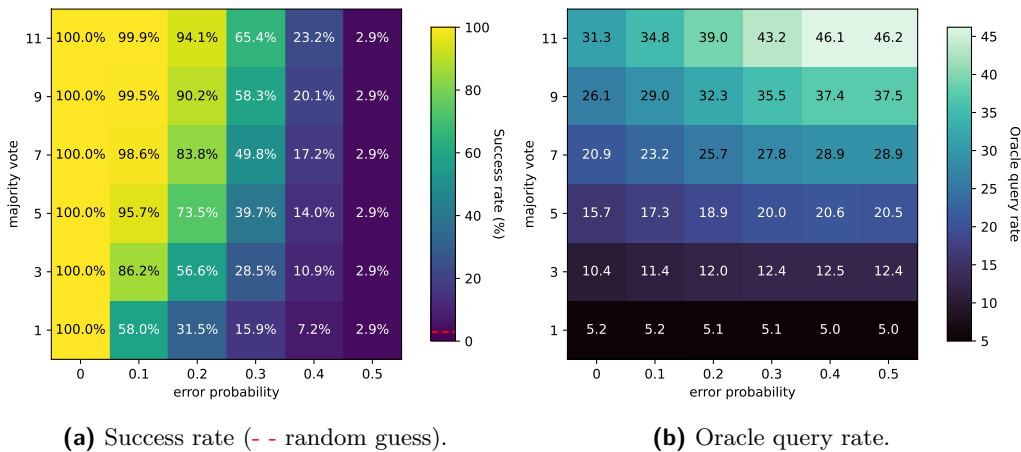 11 100.0% 99.9% 94.1% 65.4% 23.2% 2.9%
9 100.0% 99.5% 90.2% 58.3% 20.1% 2.9%
7 100.0% 98.6% 83.8% 49.8% 17.2% 2.9%
5 100.0% 95.7% 73.5% 39.7% 14.0% 2.9%
3 100.0% 86.2% 56.6% 28.5% 10.9% 2.9%
1 100.0% 58.0% 31.5% 15.9% 7.2% 2.9%
0 0.1 0.2 0.3 0.4 0.5
error probability
majority vote
100
80
60
40
20
0
Success rate (%)
11 31.3 34.8 39.0 43.2 46.1 46.2
9 26.1 29.0 32.3 35.5 37.4 37.5
7 20.9 23.2 25.7 27.8 28.9 28.9
5 15.7 17.3 18.9 20.0 20.6 20.5
3 10.4 11.4 12.0 12.4 12.5 12.4
1 5.2 5.2 5.1 5.1 5.0 5.0
0 0.1 0.2 0.3 0.4 0.5
error probability
majority vote
45
40
35
30
25
20
15
10
5
Oracle query rate
(a) Success rate (- - random guess).
(b) Oracle query rate.